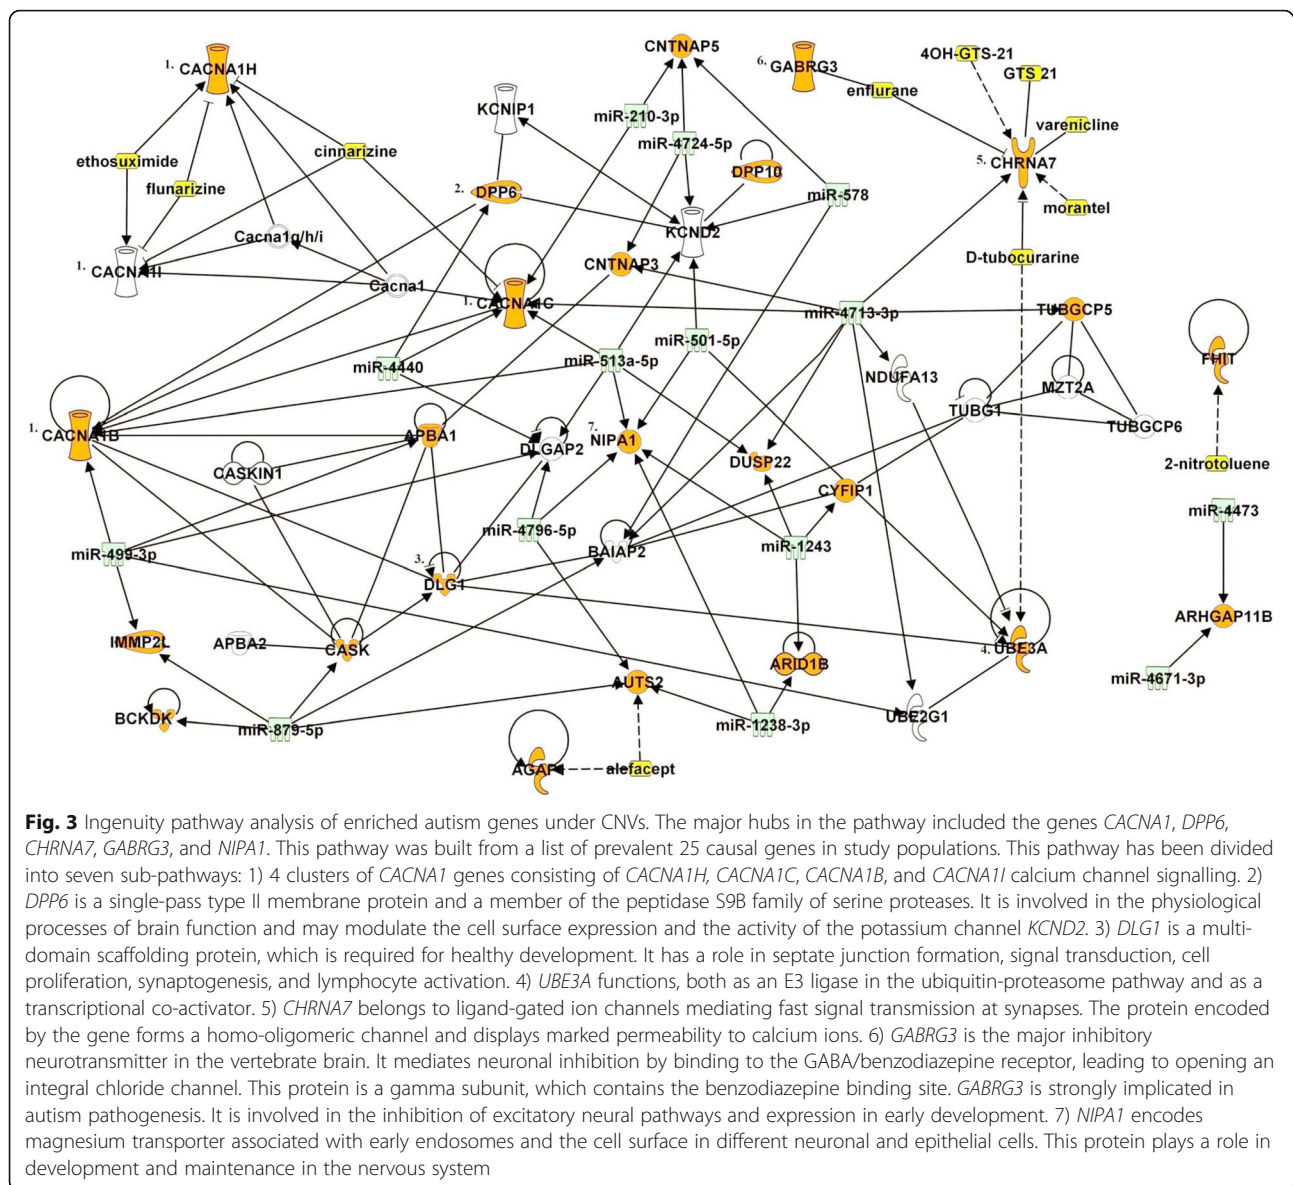 1. CACNA1H
CNTNAP5
6. GABRG3
4OH-GTS-21
GTS 21
enflurane
KCNIP1
miR-210-3p
varenicline
miR-4724-5p
ethosuximide
cinnarizine
5. CHRNA7
DPP10
flunarizine
2. DPP6
miR-578
morantel
Cacna1g/h/i
KCND2
D-tubocurarine
1. CACNA1I
CNTNAP3
Cacna1
1. CACNA1C
miR-4713-3p
TUBGCP5
miR-501-5p
FHIT
miR-4440
miR-513a-5p
NDUFA13
MZT2A
TUBG1
TUBGCP6
1. CACNA1B
APBA1
7. NIPA1
DLGAP2
DUSP22
2-nitrotoluene
CASKIN1
CYFIP1
miR-4473
miR-4796-5p
miR-499-3p
BAIAP2
miR-1243
3. DLG1
ARHGAP11B
IMMP2L
APBA2
CASK
4. UBE3A
ARID1B
AUTS2
miR-4671-3p
BCKDK
miR-879-5p
miR-1238-3p
UBE2G1
alefacept
Fig. 3 Ingenuity pathway analysis of enriched autism genes under CNVs. The major hubs in the pathway included the genes CACNA1, DPP6,
CHRNA7, GABRG3, and NIPA1. This pathway was built from a list of prevalent 25 causal genes in study populations. This pathway has been divided
into seven sub-pathways: 1) 4 clusters of CACNA1 genes consisting of CACNA1H, CACNA1C, CACNA1B, and CACNA1I calcium channel signalling. 2)
DPP6 is a single-pass type II membrane protein and a member of the peptidase S9B family of serine proteases. It is involved in the physiological
processes of brain function and may modulate the cell surface expression and the activity of the potassium channel KCND2. 3) DLG1 is a multi-
domain scaffolding protein, which is required for healthy development. It has a role in septate junction formation, signal transduction, cell
proliferation, synaptogenesis, and lymphocyte activation. 4) UBE3A functions, both as an E3 ligase in the ubiquitin-proteasome pathway and as a
transcriptional co-activator. 5) CHRNA7 belongs to ligand-gated ion channels mediating fast signal transmission at synapses. The protein encoded
by the gene forms a homo-oligomeric channel and displays marked permeability to calcium ions. 6) GABRG3 is the major inhibitory
neurotransmitter in the vertebrate brain. It mediates neuronal inhibition by binding to the GABA/benzodiazepine receptor, leading to opening an
integral chloride channel. This protein is a gamma subunit, which contains the benzodiazepine binding site. GABRG3 is strongly implicated in
autism pathogenesis. It is involved in the inhibition of excitatory neural pathways and expression in early development. 7) NIPA1 encodes
magnesium transporter associated with early endosomes and the cell surface in different neuronal and epithelial cells. This protein plays a role in
development and maintenance in the nervous system